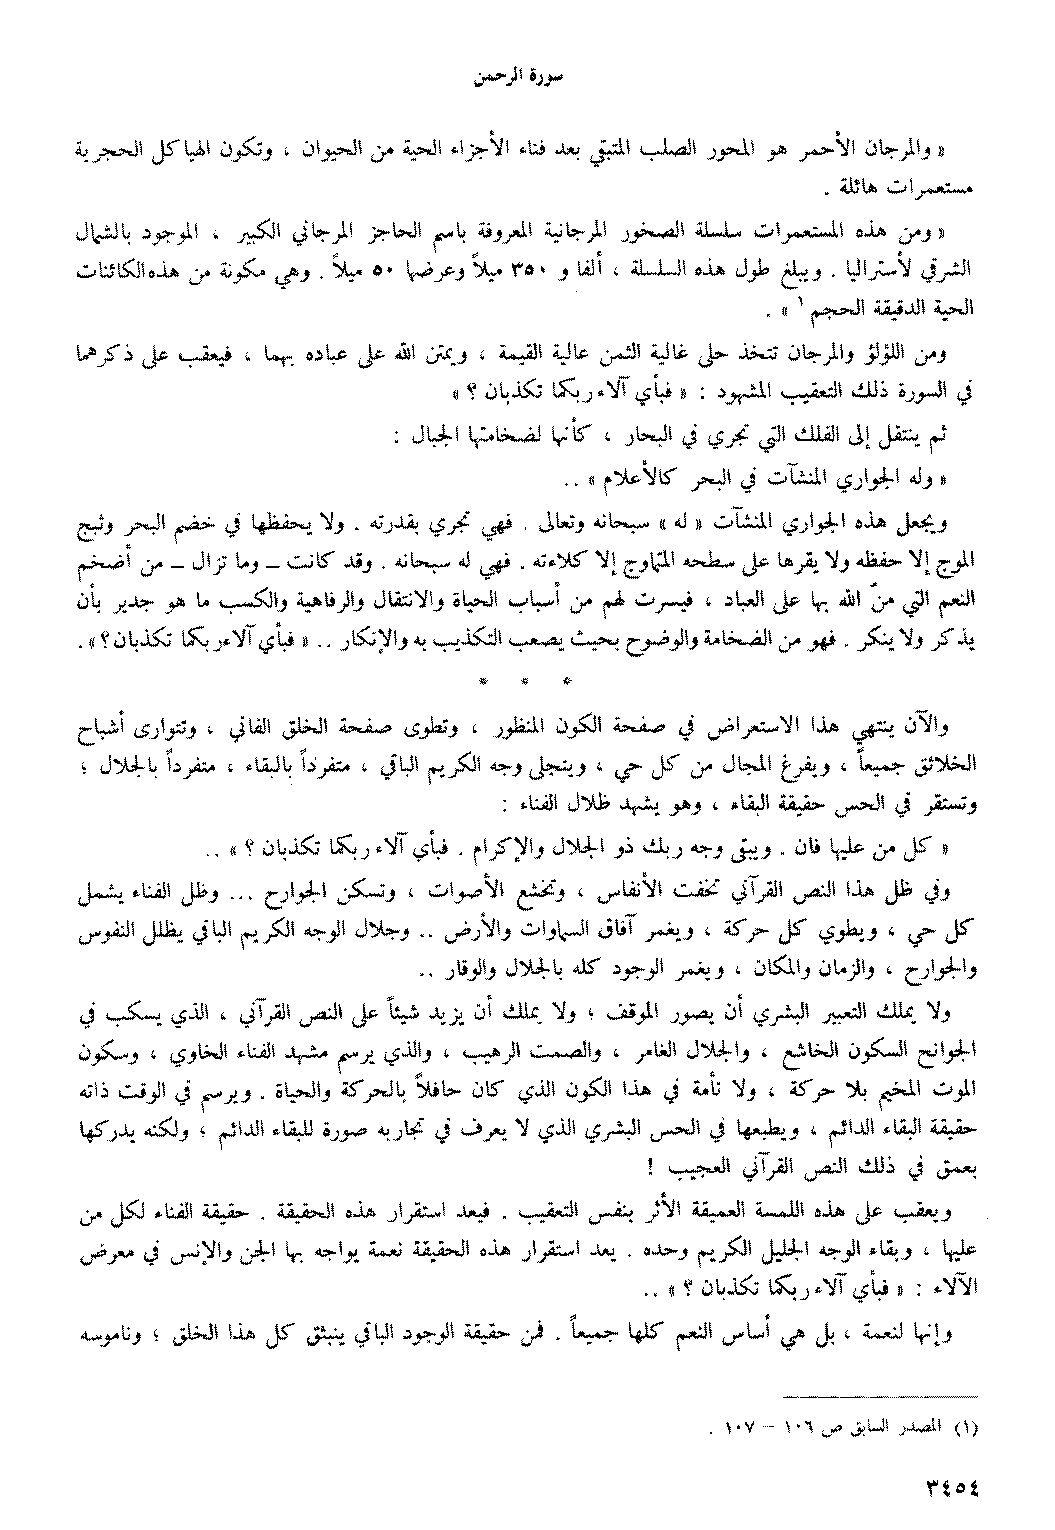 سورة الرحمن
« والمرجان الأحمر هو المحور الصلب المتبقي بعد فناء الأجزاء الحية من الحيوان ، وتكون الهياكل الحجرية
مستعمرات هائلة .
« ومن هذه المستعمرات سلسلة الصخور المرجانية المعروفة باسم الحاجز المرجاني الكبير ، الموجود بالشمال
الشرقي لأستراليا . ويبلغ طول هذه السلسلة ، ألفا و ٣٥٠ ميلاً وعرضها ٥٠ ميلاً . وهي مكونة من هذه الكائنات
الحية الدقيقة الحجم ١ » .
ومن اللؤلؤ والمرجان تتخذ حلى غالية الثمن عالية القيمة ، ويمتن الله على عباده بهما ، فيعقب على ذكرهما
في السورة ذلك التعقيب المشهود : « فبأي آلاء ربكما تكذبان ؟ »
ثم ينتقل إلى الفلك التي تجري في البحار ، كأنها لضخامتها الجبال :
« وله الجواري المنشآت في البحر كالأعلام » ..
ويجعل هذه الجواري المنشآت « له » سبحانه وتعالى . فهي تجري بقدرته . ولا يحفظها في خضم البحر وثبج
الموج إلا حفظه ولا يقرها على سطحه المتماوج إلا كلاءته . فهي له سبحانه . وقد كانت – وما تزال – من أضخم
النعم التي منّ الله بها على العباد ، فيسرت لهم من أسباب الحياة والانتقال والرفاهية والكسب ما هو جدير بأن
يذكر ولا ينكر . فهو من الضخامة والوضوح بحيث يصعب التكذيب به والإنكار .. « فبأي آلاء ربكما تكذبان؟».
* * *
والآن ينتهي هذا الاستعراض في صفحة الكون المنظور ، وتطوى صفحة الخلق الفاني ، وتتوارى أشباح
الخلائق جميعاً ، ويفرغ المجال من كل حي ، ويتجلى وجه الكريم الباقي ، متفرداً بالبقاء ، متفرداً بالجلال ؛
وتستقر في الحس حقيقة البقاء ، وهو يشهد ظلال الفناء :
« كل من عليها فان . ويبقى وجه ربك ذو الجلال والإكرام . فبأي آلاء ربكما تكذبان ؟ » ..
وفي ظل هذا النص القرآني تخفت الأنفاس ، وتخشع الأصوات ، وتسكن الجوارح ... وظل الفناء يشمل
كل حي ، ويطوي كل حركة ، ويغمر آفاق السماوات والأرض .. وجلال الوجه الكريم الباقي يظلل النفوس
والجوارح ، والزمان والمكان ، ويغمر الوجود كله بالجلال والوقار ..
ولا يملك التعبير البشري أن يصور الموقف ؛ ولا يملك أن يزيد شيئاً على النص القرآني ، الذي يسكب في
الجوانح السكون الخاشع ، والجلال الغامر ، والصمت الرهيب ، والذي يرسم مشهد الفناء الخاوي ، وسكون
الموت المخيم بلا حركة ، ولا نأمة في هذا الكون الذي كان حافلاً بالحركة والحياة . ويرسم في الوقت ذاته
حقيقة البقاء الدائم ، ويطبعها في الحس البشري الذي لا يعرف في تجاربه صورة للبقاء الدائم ؛ ولكنه يدركها
بعمق في ذلك النص القرآني العجيب !
ويعقب على هذه اللمسة العميقة الأثر بنفس التعقيب . فيعد استقرار هذه الحقيقة . حقيقة الفناء لكل من
عليها ، وبقاء الوجه الجليل الكريم وحده . يعد استقرار هذه الحقيقة نعمة يواجه بها الجن والإنس في معرض
الآلاء : « فبأي آلاء ربكما تكذبان ؟ » ..
وإنها لنعمة ، بل هي أساس النعم كلها جميعاً . فمن حقيقة الوجود الباقي ينبثق كل هذا الخلق ؛ وناموسه
(١) المصدر السابق ص ١٠٦ – ١٠٧ .
٣٤٥٤